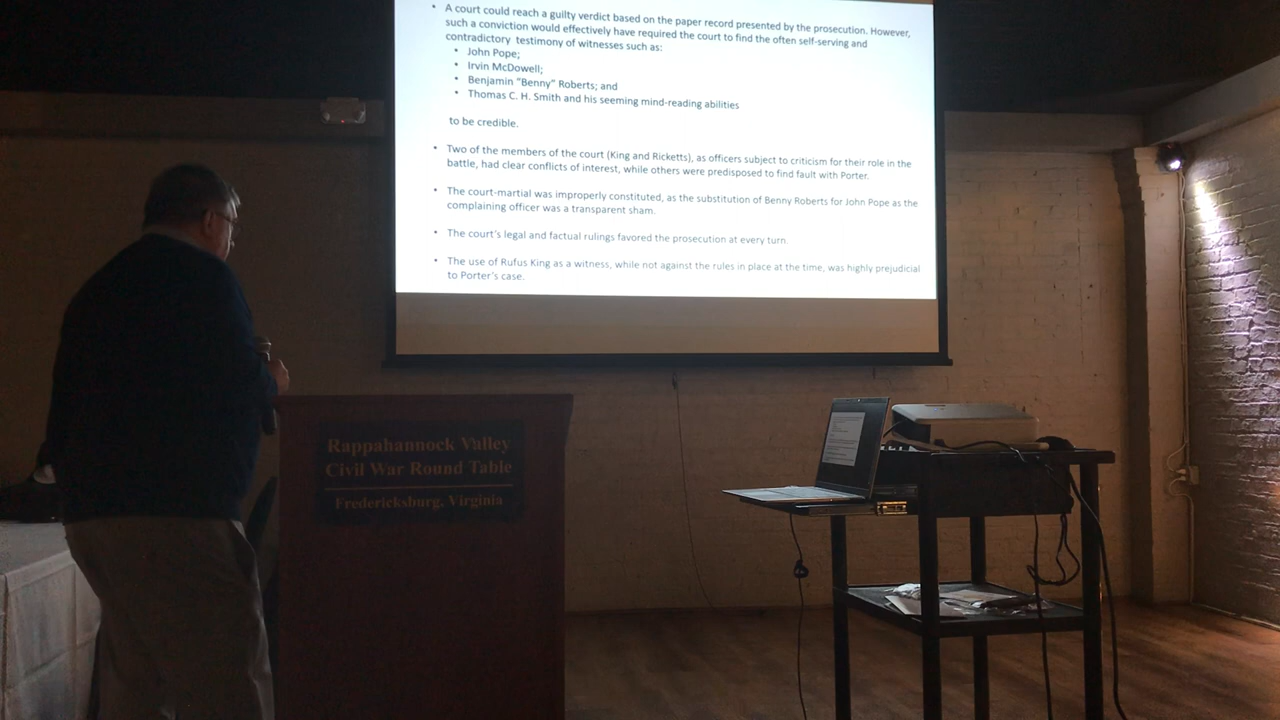 • A court could reach a guilty verdict based on the paper record presented by the prosecution. However,
such a conviction would effectively have required the court to find the often self-serving and
contradictory testimony of witnesses such as:
• John Pope;
• Irvin McDowell;
• Benjamin "Benny" Roberts; and
• Thomas C. H. Smith and his seeming mind-reading abilities
to be credible.
• Two of the members of the court (King and Ricketts), as officers subject to criticism for their role in the
battle, had clear conflicts of interest, while others were predisposed to find fault with Porter.
• The court-martial was improperly constituted, as the substitution of Benny Roberts for John Pope as the
complaining officer was a transparent sham.
• The court's legal and factual rulings favored the prosecution at every turn.
• The use of Rufus King as a witness, while not against the rules in place at the time, was highly prejudicial
to Porter's case.
Rappahannock Valley
Civil War Round Table
Fredericksburg, Virginia